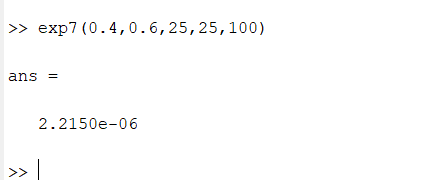 >> exp7(0.4,0.6,25,25,100)
ans =
2.2150e-06
>>